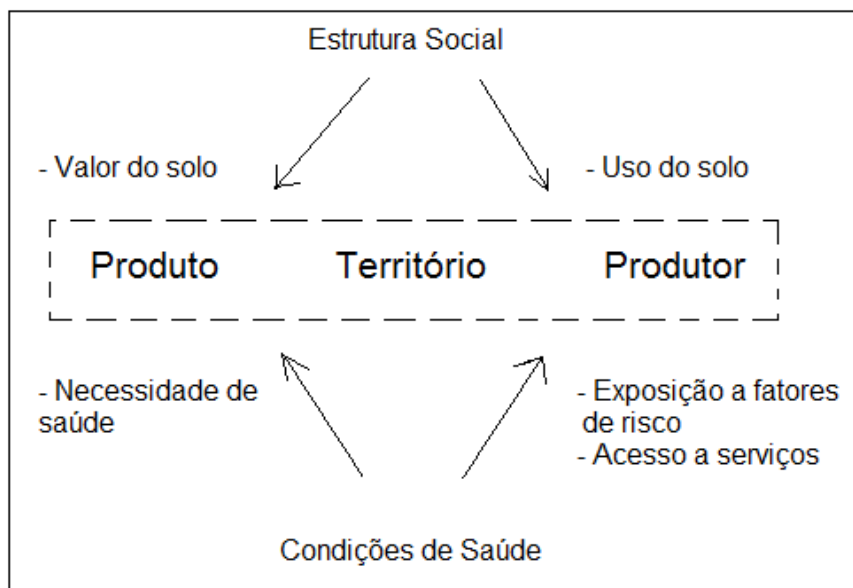 Estrutura Social
- Valor do solo
- Uso do solo
Produto Território Produtor
- Necessidade de
saúde
- Exposição a fatores
de risco
- Acesso a serviços
Condições de Saúde